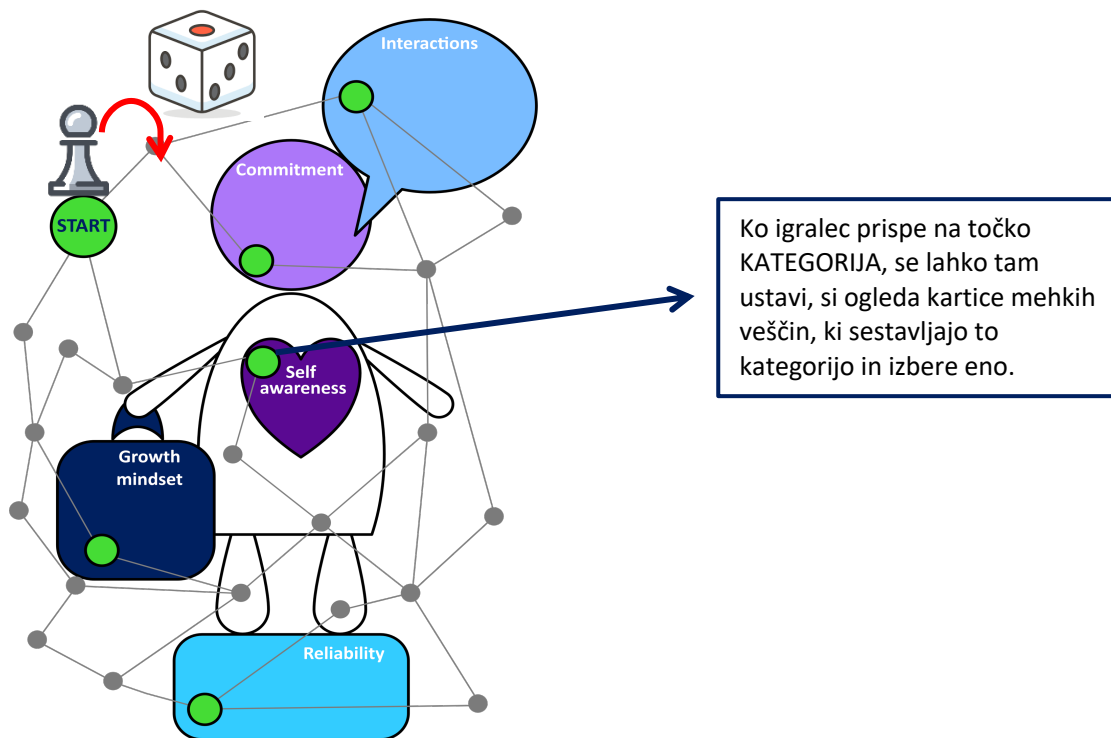 Interactions
Commitment
START
Self
awareness
Growth
mindset
Reliability
Ko igralec prispe na točko
KATEGORIJA, se lahko tam
ustavi, si ogleda kartice mehkih
veščin, ki sestavljajo to
kategorijo in izbere eno.